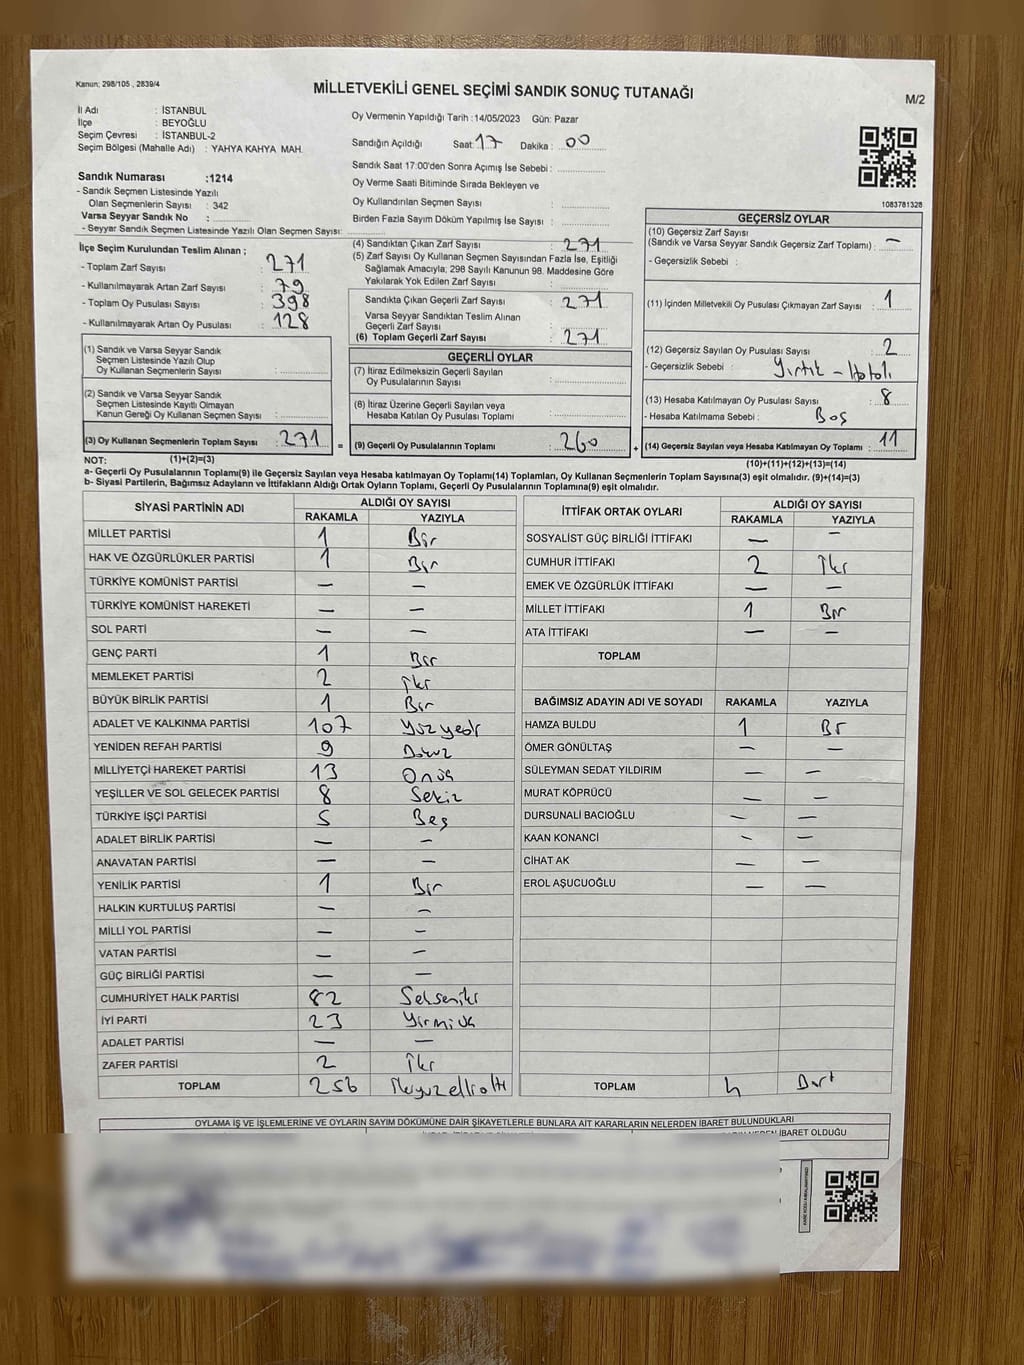 Kanun; 298/105 , 2839/4
MİLLETVEKİLİ GENEL SEÇİMİ SANDIK SONUÇ TUTANAĞI
M/2
İl Adı : İSTANBUL
İlçe : BEYOĞLU
Seçim Çevresi : İSTANBUL-2
Seçim Bölgesi (Mahalle Adı) : YAHYA KAHYA MAH.
Oy Vermenin Yapıldığı Tarih :14/05/2023 Gün: Pazar
Sandığın Açıldığı Saat: 17 Dakika : 00
Sandık Saat 17:00'den Sonra Açımış İse Sebebi :
Oy Verme Saati Bitiminde Sırada Bekleyen ve
Oy Kullandırılan Seçmen Sayısı :
Birden Fazla Sayım Döküm Yapılmış İse Sayısı :
Sandık Numarası :1214
- Sandık Seçmen Listesinde Yazılı
Olan Seçmenlerin Sayısı : 342
Varsa Seyyar Sandık No :
- Seyyar Sandık Seçmen Listesinde Yazılı Olan Seçmen Sayısı:
1083781328
İlçe Seçim Kurulundan Teslim Alınan ;
- Toplam Zarf Sayısı : 271
- Kullanılmayarak Artan Zarf Sayısı : 79
- Toplam Oy Pusulası Sayısı : 398
- Kullanılmayarak Artan Oy Pusulası : 128
(4) Sandıktan Çıkan Zarf Sayısı : 271
(5) Zarf Sayısı Oy Kullanan Seçmen Sayısından Fazla İse, Eşitliği
Sağlamak Amacıyla; 298 Sayılı Kanunun 98. Maddesine Göre
Yakılarak Yok Edilen Zarf Sayısı :
Sandıkta Çıkan Geçerli Zarf Sayısı : 271
Varsa Seyyar Sandıktan Teslim Alınan
Geçerli Zarf Sayısı :
(6) Toplam Geçerli Zarf Sayısı : 271
GEÇERSİZ OYLAR
(10) Geçersiz Zarf Sayısı
(Sandık ve Varsa Seyyar Sandık Geçersiz Zarf Toplamı) : —
- Geçersizlik Sebebi :
(11) İçinden Milletvekili Oy Pusulası Çıkmayan Zarf Sayısı : 1
(12) Geçersiz Sayılan Oy Pusulası Sayısı : 2
- Geçersizlik Sebebi : Yırtık - Hatalı
(13) Hesaba Katılmayan Oy Pusulası Sayısı : 8
- Hesaba Katılmama Sebebi : Boş
(14) Geçersiz Sayılan veya Hesaba Katılmayan Oy Toplamı : 11
(10)+(11)+(12)+(13)=(14)
(1) Sandık ve Varsa Seyyar Sandık
Seçmen Listesinde Yazılı Olup
Oy Kullanan Seçmenlerin Sayısı :
(2) Sandık ve Varsa Seyyar Sandık
Seçmen Listesinde Kayıtlı Olmayan
Kanun Gereği Oy Kullanan Seçmen Sayısı :
(3) Oy Kullanan Seçmenlerin Toplam Sayısı : 271 =
GEÇERLİ OYLAR
(7) İtiraz Edilmeksizin Geçerli Sayılan
Oy Pusulalarının Sayısı :
(8) İtiraz Üzerine Geçerli Sayılan veya
Hesaba Katılan Oy Pusulası Toplamı :
(9) Geçerli Oy Pusulalarının Toplamı : 260 +
NOT: (1)+(2)=(3)
a- Geçerli Oy Pusulalarının Toplamı(9) ile Geçersiz Sayılan veya Hesaba katılmayan Oy Toplamı(14) Toplamları, Oy Kullanan Seçmenlerin Toplam Sayısına(3) eşit olmalıdır. (9)+(14)=(3)
b- Siyasi Partilerin, Bağımsız Adayların ve İttifakların Aldığı Ortak Oyların Toplamı, Geçerli Oy Pusulalarının Toplamına(9) eşit olmalıdır.
SİYASİ PARTİNİN ADI ALDIĞI OY SAYISI
RAKAMLA YAZIYLA
MİLLET PARTİSİ 1 Bir
HAK VE ÖZGÜRLÜKLER PARTİSİ 1 Bir
TÜRKİYE KOMÜNİST PARTİSİ — —
TÜRKİYE KOMÜNİST HAREKETİ — —
SOL PARTİ — —
GENÇ PARTİ 1 Bir
MEMLEKET PARTİSİ 2 İki
BÜYÜK BİRLİK PARTİSİ 1 Bir
ADALET VE KALKINMA PARTİSİ 107 Yüzyedi
YENİDEN REFAH PARTİSİ 9 Dokuz
MİLLİYETÇİ HAREKET PARTİSİ 13 Onüç
YEŞİLLER VE SOL GELECEK PARTİSİ 8 Sekiz
TÜRKİYE İŞÇİ PARTİSİ 5 Beş
ADALET BİRLİK PARTİSİ — —
ANAVATAN PARTİSİ — —
YENİLİK PARTİSİ 1 Bir
HALKIN KURTULUŞ PARTİSİ — —
MİLLİ YOL PARTİSİ — —
VATAN PARTİSİ — —
GÜÇ BİRLİĞİ PARTİSİ — —
CUMHURİYET HALK PARTİSİ 82 Sekseniki
İYİ PARTİ 23 Yirmiüç
ADALET PARTİSİ — —
ZAFER PARTİSİ 2 İki
TOPLAM 256 İkiyüzellialtı
İTTİFAK ORTAK OYLARI ALDIĞI OY SAYISI
RAKAMLA YAZIYLA
SOSYALİST GÜÇ BİRLİĞİ İTTİFAKI — —
CUMHUR İTTİFAKI 2 İki
EMEK VE ÖZGÜRLÜK İTTİFAKI — —
MİLLET İTTİFAKI 1 Bir
ATA İTTİFAKI — —
TOPLAM
BAĞIMSIZ ADAYIN ADI VE SOYADI RAKAMLA YAZIYLA
HAMZA BULDU 1 Bir
ÖMER GÖNÜLTAŞ — —
SÜLEYMAN SEDAT YILDIRIM — —
MURAT KÖPRÜCÜ — —
DURSUNALİ BACIOĞLU — —
KAAN KONANCİ — —
CİHAT AK — —
EROL AŞUCUOĞLU — —
TOPLAM 4 Dört
OYLAMA İŞ VE İŞLEMLERİNE VE OYLARIN SAYIM DÖKÜMÜNE DAİR ŞİKAYETLERLE BUNLARA AİT KARARLARIN NELERDEN İBARET BULUNDUKLARI
NEDEN İBARET OLDUĞU